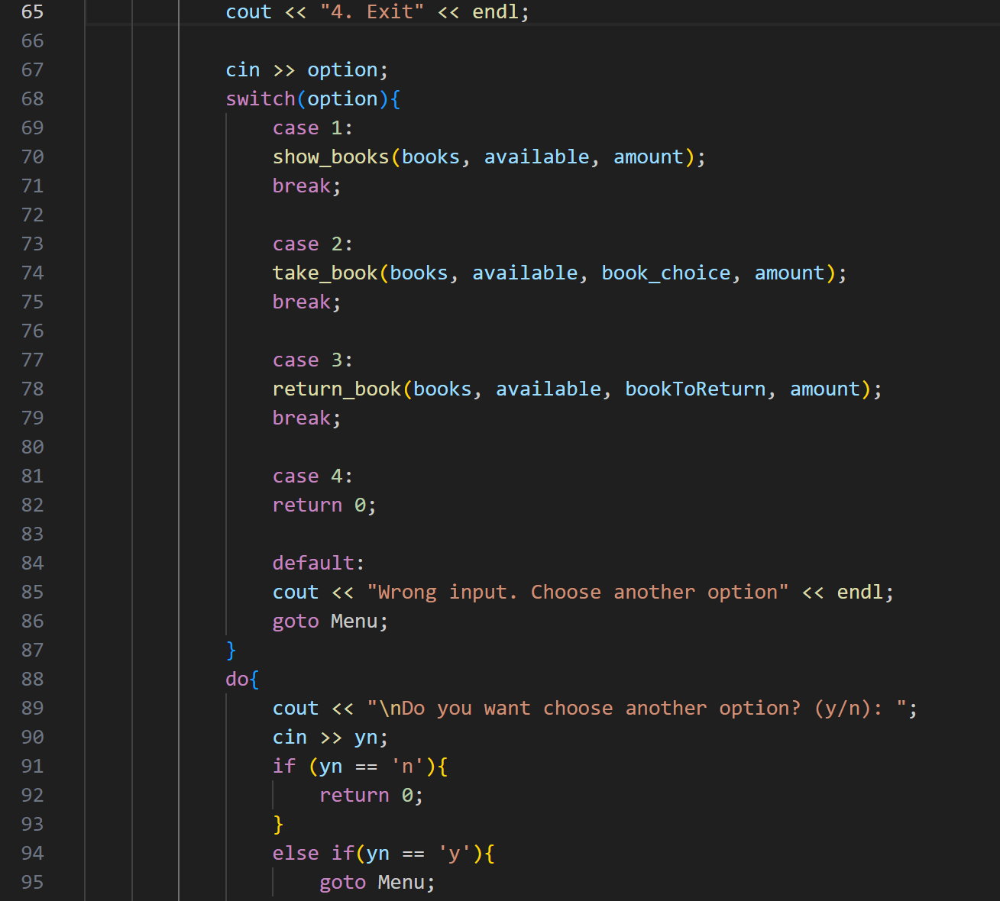 65 cout << "4. Exit" << endl;
66
67 cin >> option;
68 switch(option){
69 case 1:
70 show_books(books, available, amount);
71 break;
72
73 case 2:
74 take_book(books, available, book_choice, amount);
75 break;
76
77 case 3:
78 return_book(books, available, bookToReturn, amount);
79 break;
80
81 case 4:
82 return 0;
83
84 default:
85 cout << "Wrong input. Choose another option" << endl;
86 goto Menu;
87 }
88 do{
89 cout << "\nDo you want choose another option? (y/n): ";
90 cin >> yn;
91 if (yn == 'n'){
92 return 0;
93 }
94 else if(yn == 'y'){
95 goto Menu;